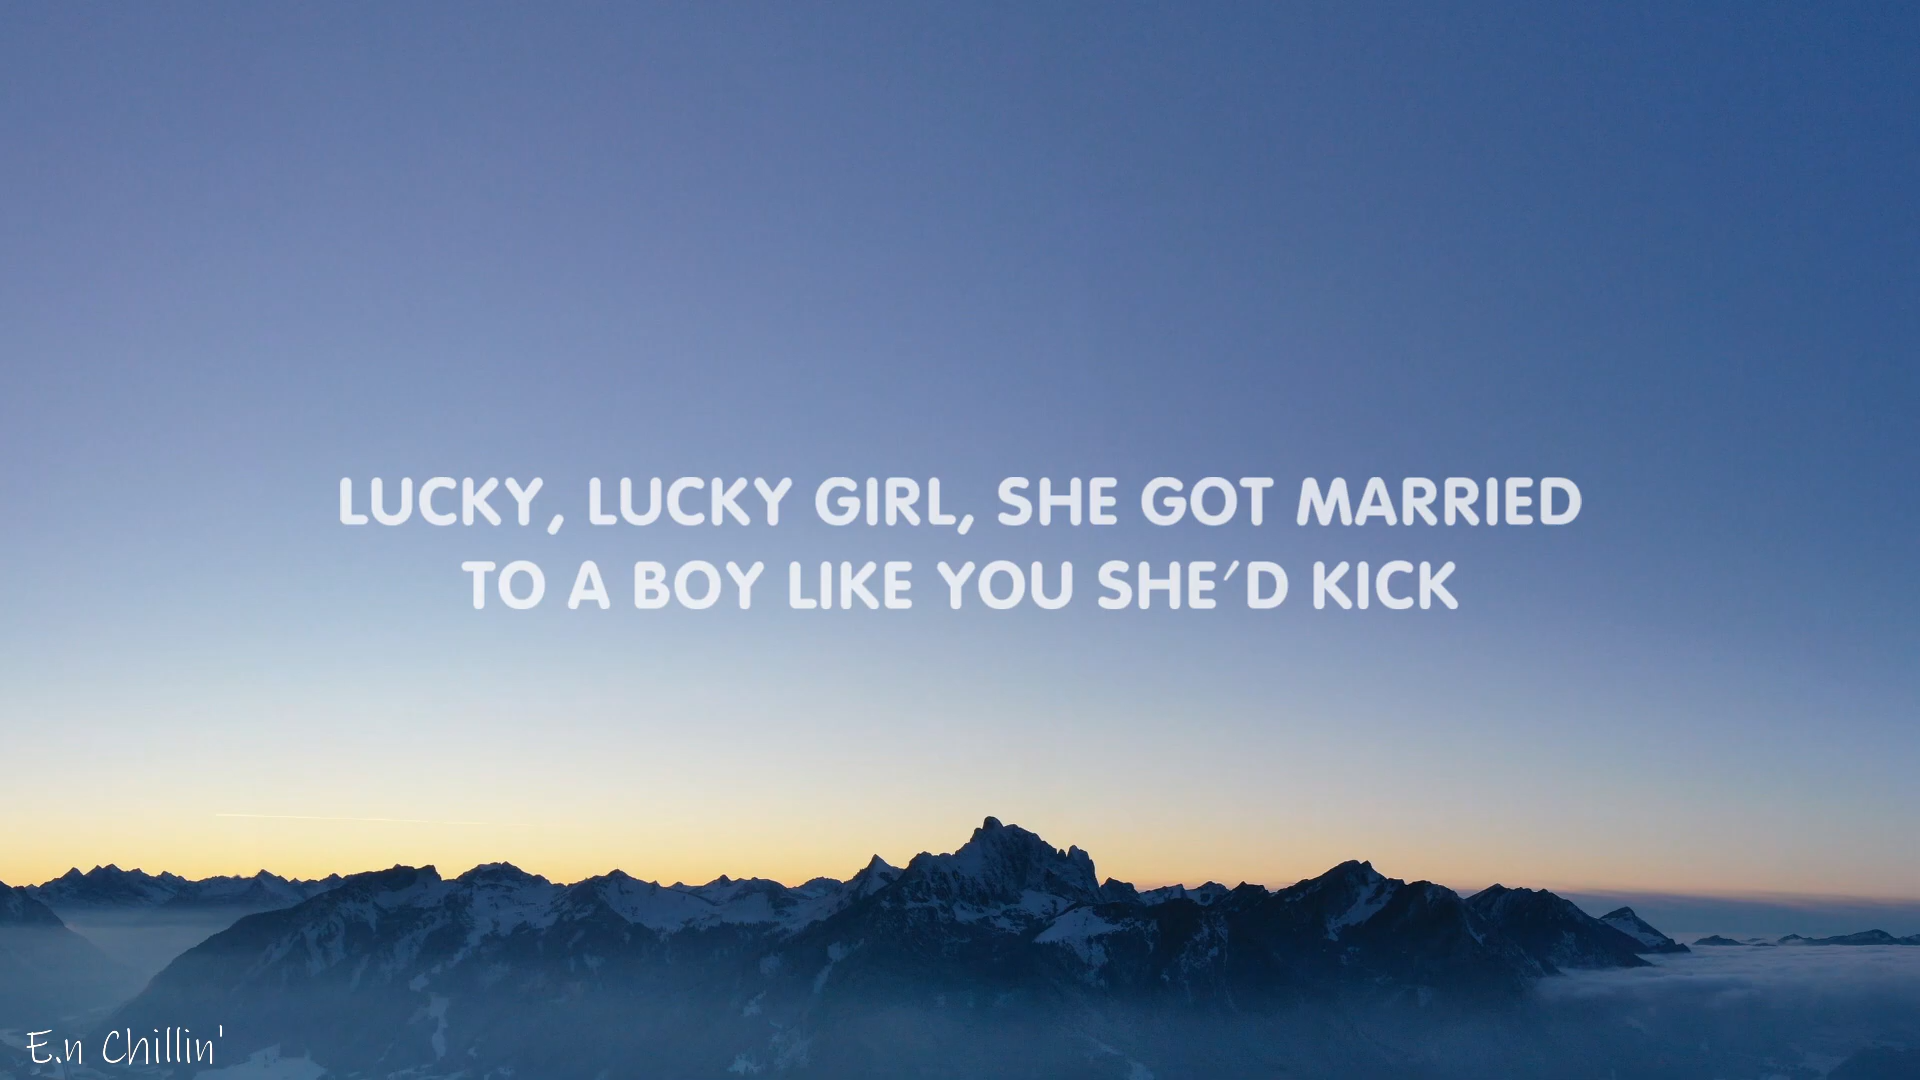 LUCKY, LUCKY GIRL, SHE GOT MARRIED
TO A BOY LIKE YOU SHE'D KICK
E.n Chillin'